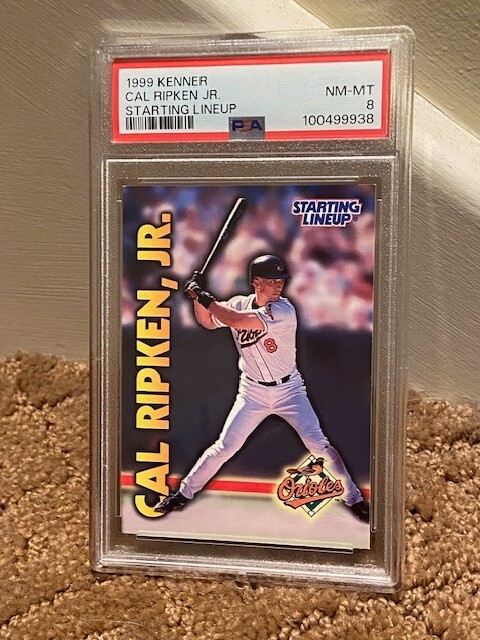 1999 KENNER
CAL RIPKEN JR.
STARTING LINEUP
NM-MT
8
100499938
PSA
STARTING
LINEUP
CAL RIPKEN, JR.
8
Orioles